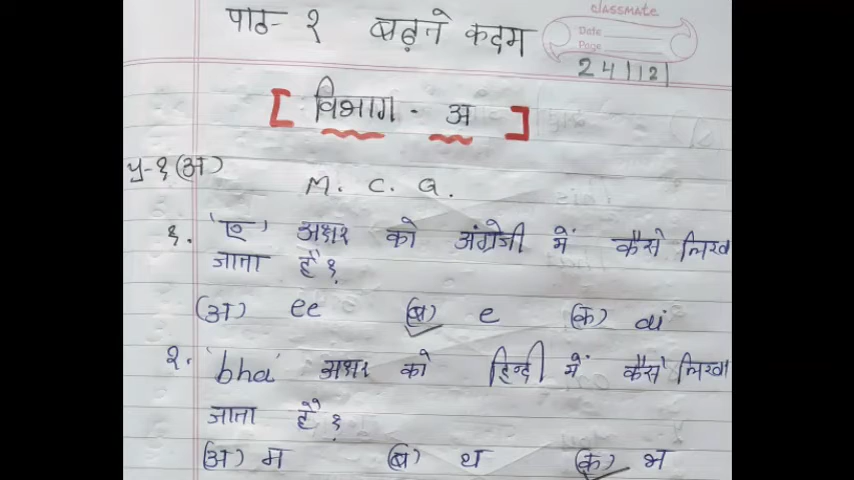 classmate
पाठ- १ बढ़ते कदम
Date
Page
24/12/
[ विभाग - अ ]
प्र-१ (अ)
M. C. Q.
१. 'ए' अक्षर को अंग्रेजी में कैसे लिख
जाता है?
(अ) ee (ब) e (क) ai
२. 'bha' अक्षर को हिन्दी में कैसे लिखा
जाता है?
(अ) म (ब) थ (क) भ